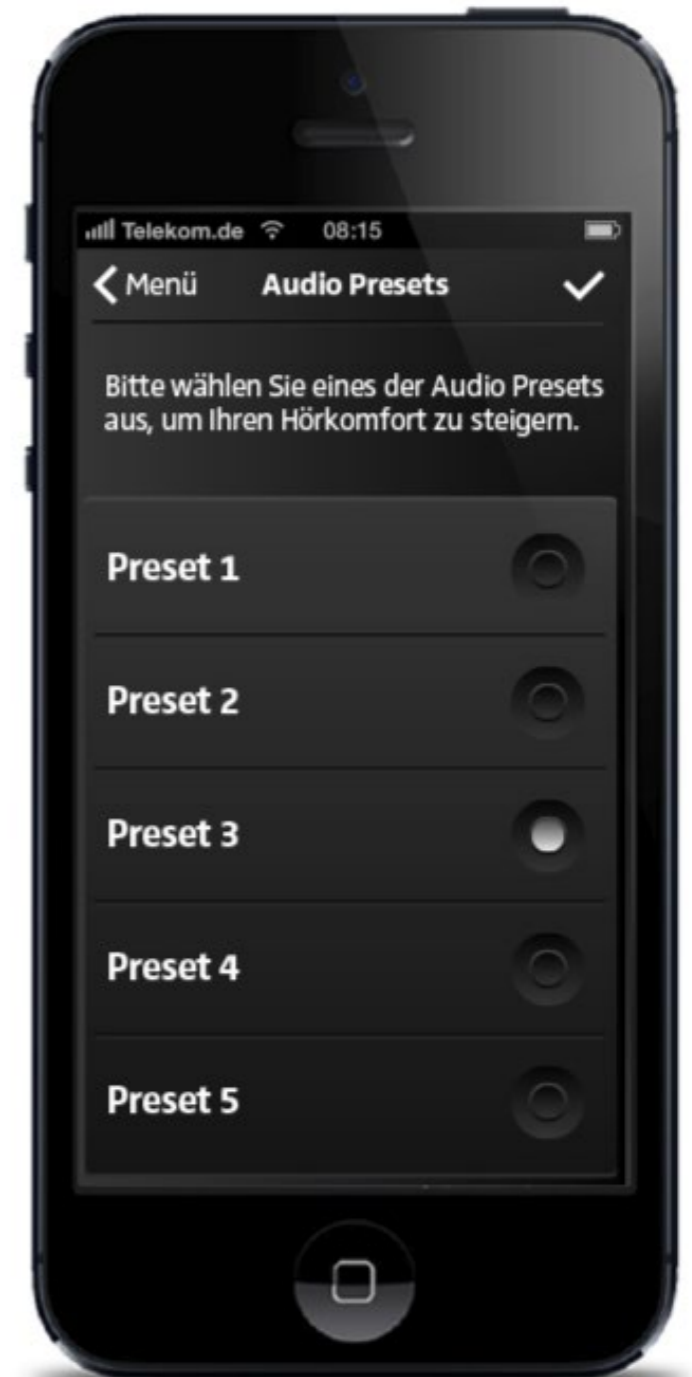 Telekom.de 08:15
Menü Audio Presets
Bitte wählen Sie eines der Audio Presets
aus, um Ihren Hörkomfort zu steigern.
Preset 1
Preset 2
Preset 3
Preset 4
Preset 5